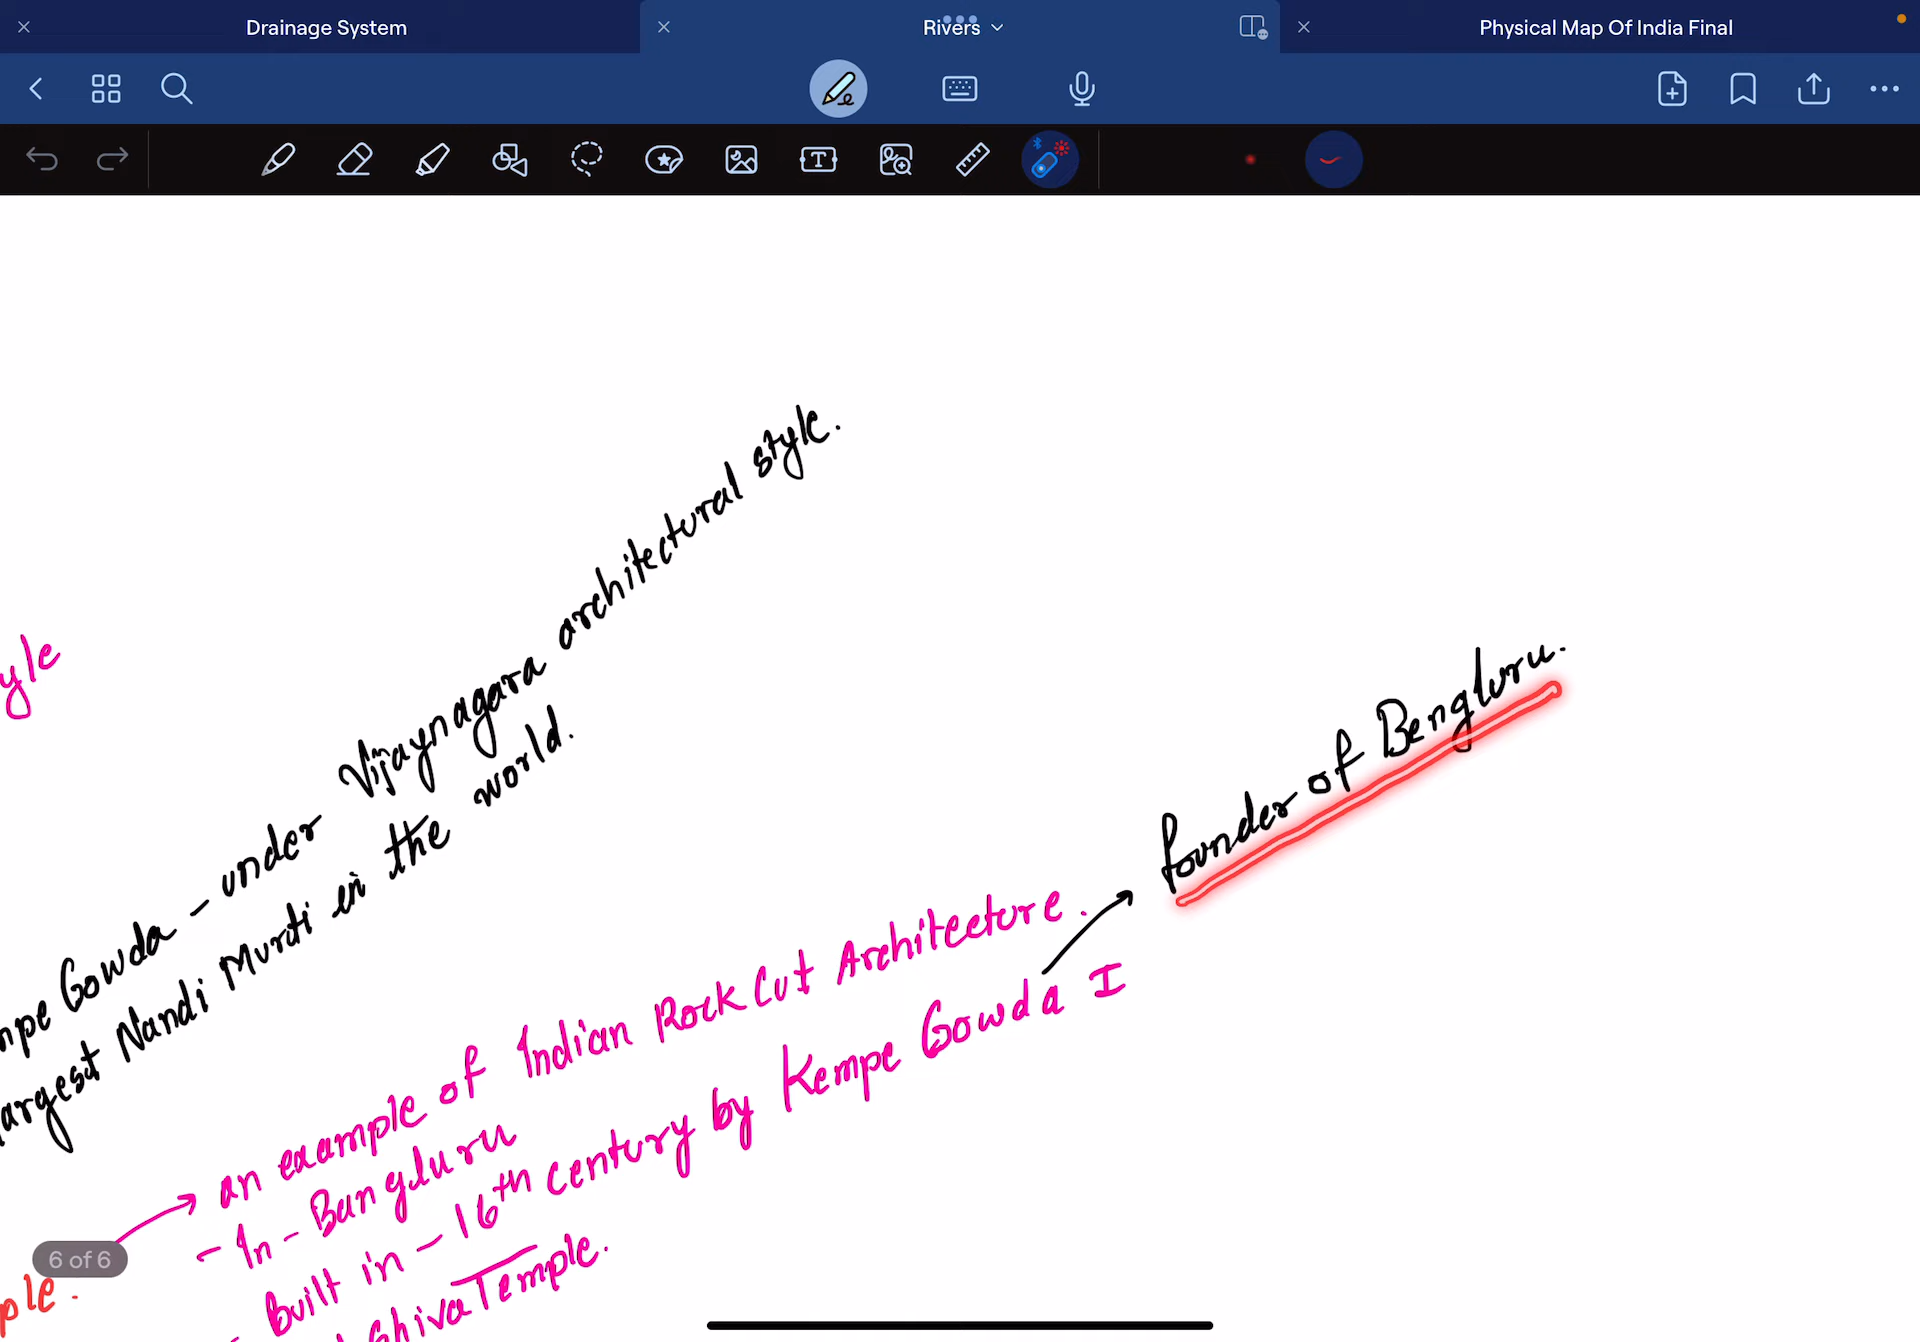 Drainage System
Rivers
Physical Map Of India Final
yle
Gowda - under Vijaynagara architectural style.
argest Nandi Murti in the world.
founder of Bengluru.
an example of Indian Rock Cut Architecture.
- In - Bangluru
Built in - 16th century by Kempe Gowda I
Shiva Temple.
6 of 6
ple.